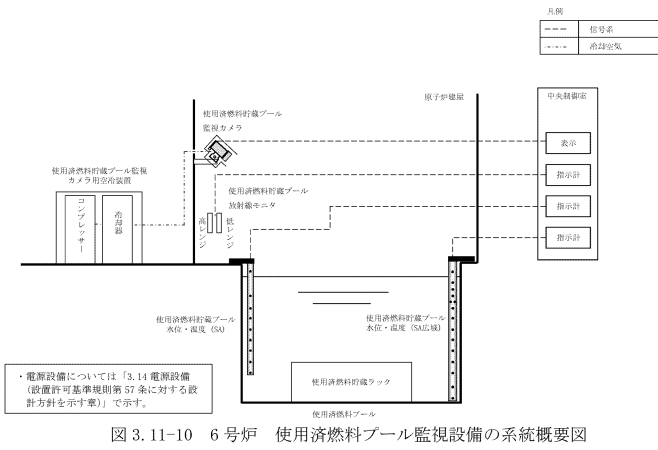 凡例
信号系
冷却空気
原子炉建屋
中央制御室
使用済燃料貯蔵プール
監視カメラ
表示
使用済燃料貯蔵プール監視
カメラ用空冷装置
コンプレッサー
冷却器
使用済燃料貯蔵プール
放射線モニタ
高レンジ
低レンジ
指示計
指示計
指示計
使用済燃料貯蔵プール
水位・温度(SA)
使用済燃料貯蔵プール
水位・温度(SA広域)
使用済燃料貯蔵ラック
使用済燃料プール
・電源設備については「3.14 電源設備
(設置許可基準規則第 57 条に対する設
計方針を示す章)」で示す。
図 3.11-10 6 号炉 使用済燃料プール監視設備の系統概要図